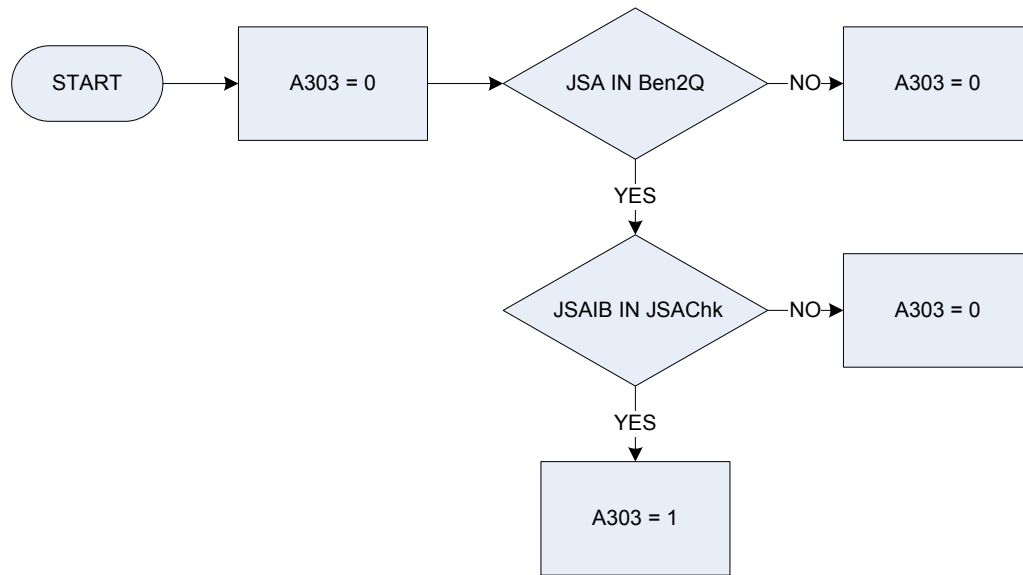 START
A303 = 0
JSA IN Ben2Q
NO
A303 = 0
YES
JSAIB IN JSAChk
NO
A303 = 0
YES
A303 = 1